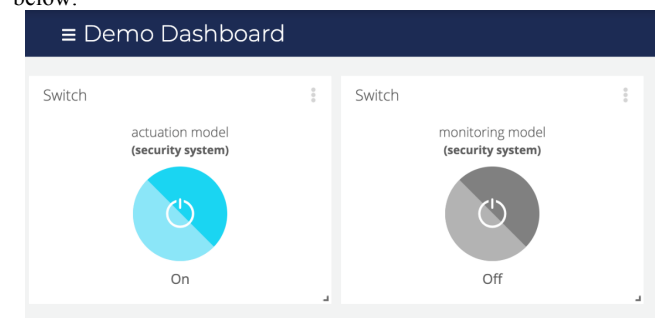 below:
≡ Demo Dashboard
Switch
actuation model
(security system)
On
Switch
monitoring model
(security system)
Off